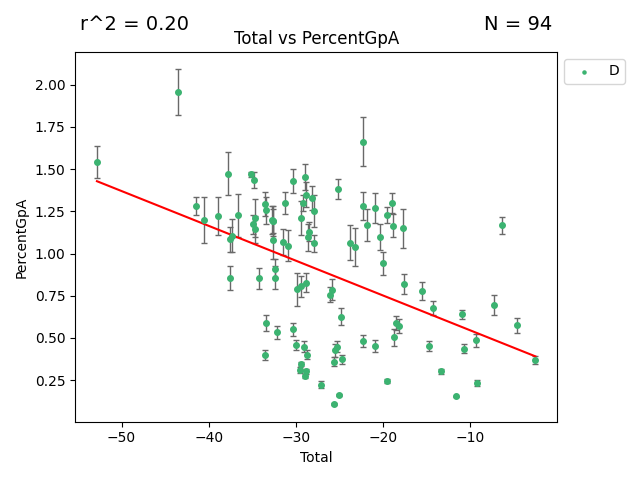 r^2 = 0.20
N = 94
Total vs PercentGpA
D
PercentGpA
2.00
1.75
1.50
1.25
1.00
0.75
0.50
0.25
−50
−40
−30
−20
−10
Total